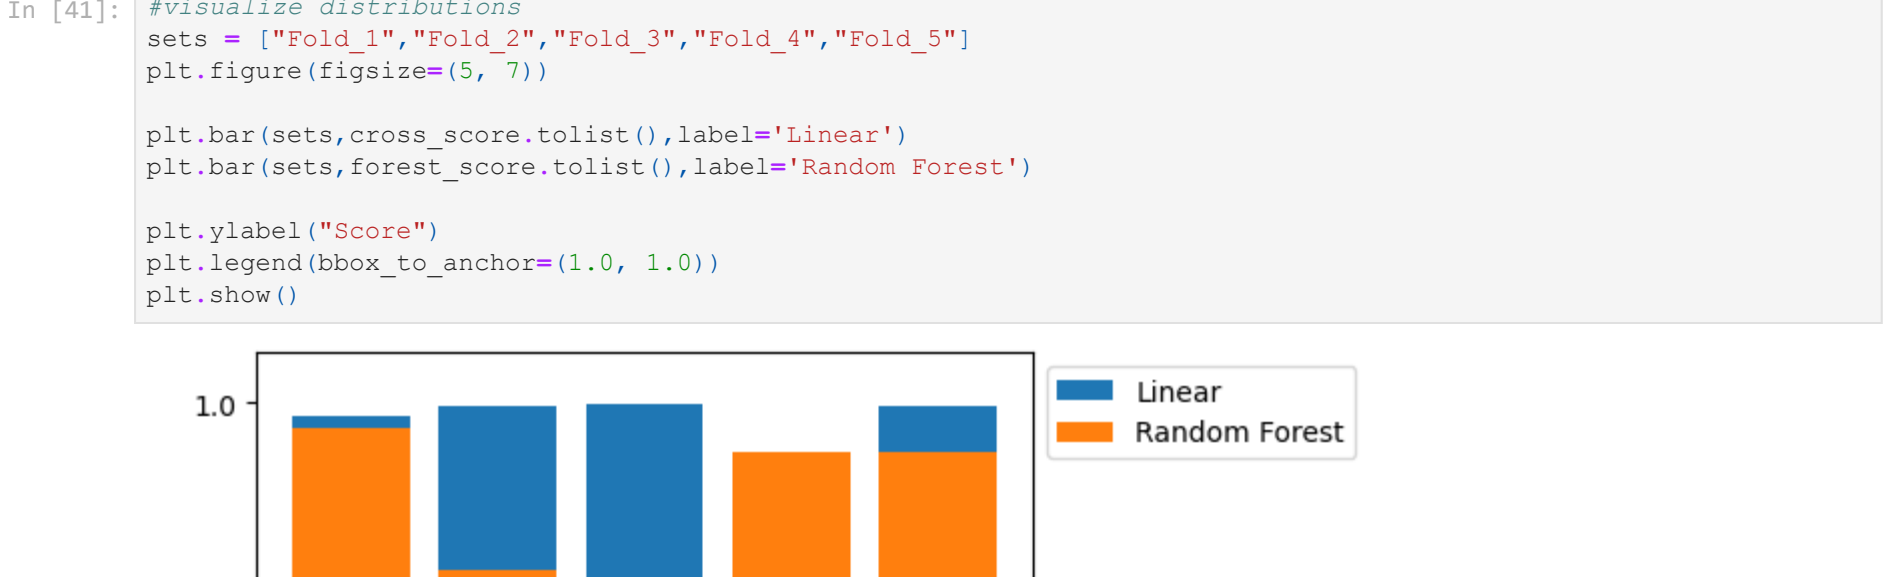 In [41]:
#visualize distributions
sets = ["Fold_1","Fold_2","Fold_3","Fold_4","Fold_5"]
plt.figure(figsize=(5, 7))
plt.bar(sets,cross_score.tolist(),label='Linear')
plt.bar(sets,forest_score.tolist(),label='Random Forest')
plt.ylabel("Score")
plt.legend(bbox_to_anchor=(1.0, 1.0))
plt.show()
1.0
Linear
Random Forest